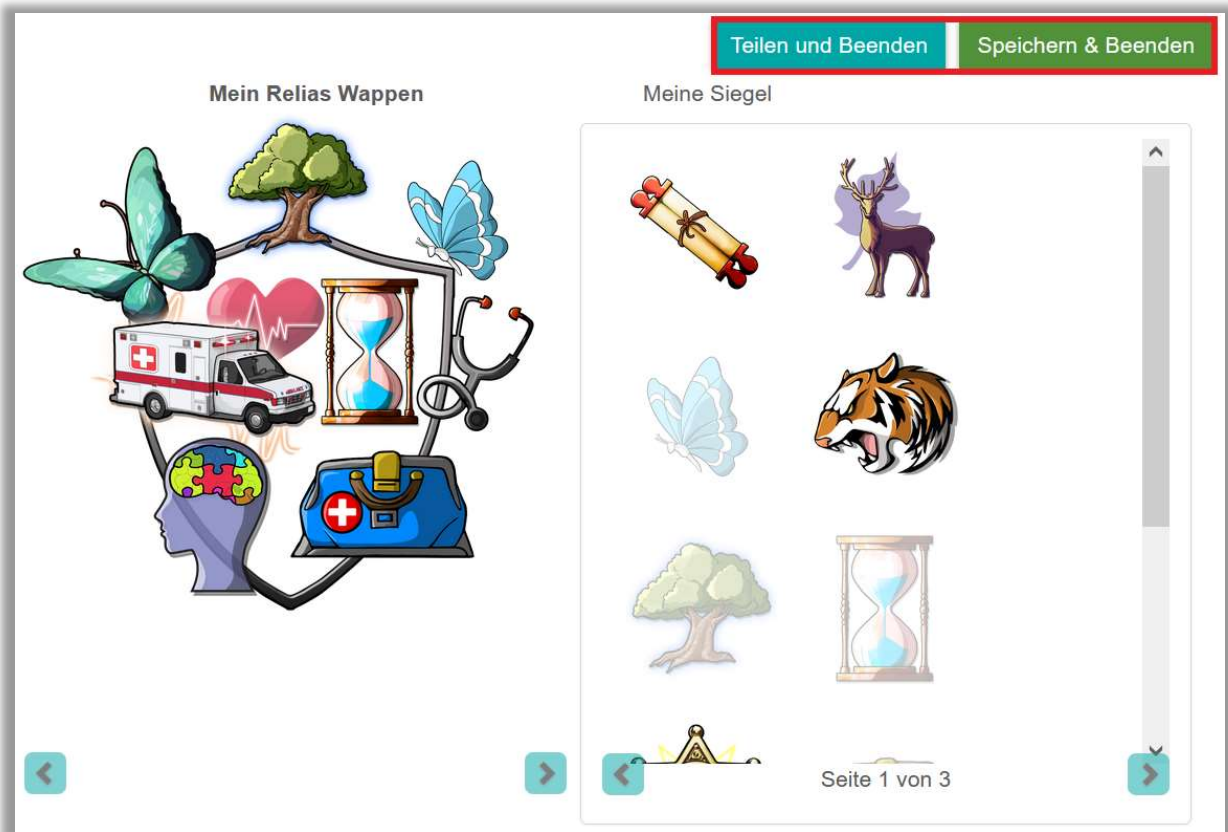 Teilen und Beenden
Speichern & Beenden
Mein Relias Wappen
Meine Siegel
Seite 1 von 3